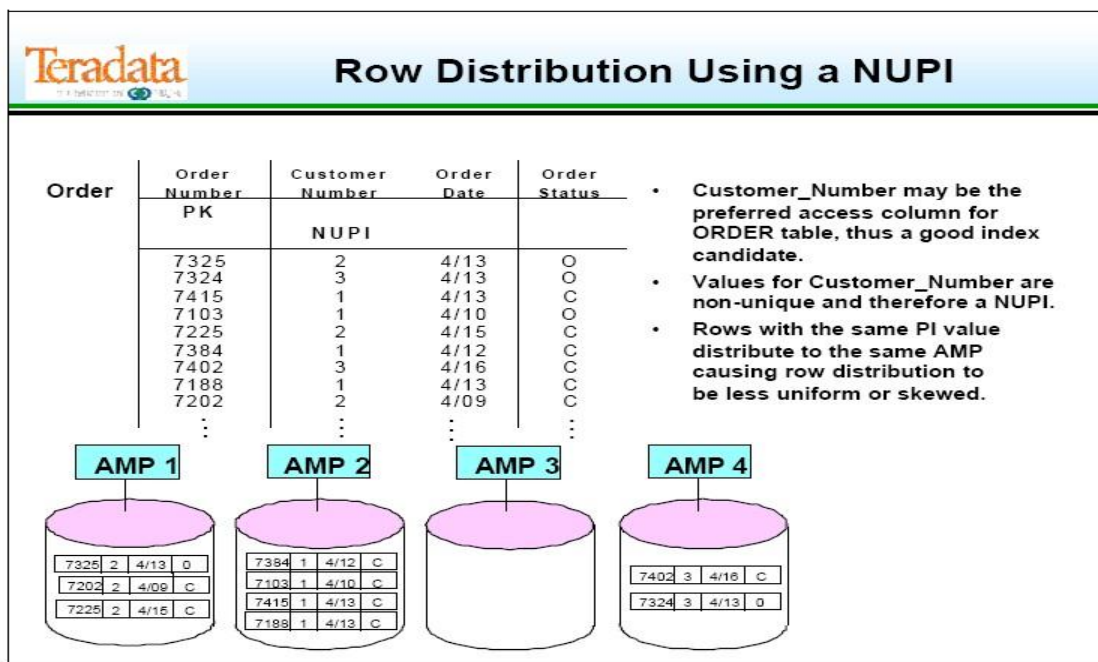 Teradata
Row Distribution Using a NUPI
Order
Order Number
Customer Number
Order Date
Order Status
PK
NUPI
7325 2 4/13 O
7324 3 4/13 O
7415 1 4/13 C
7103 1 4/10 O
7225 2 4/15 C
7384 1 4/12 C
7402 3 4/16 C
7188 1 4/13 C
7202 2 4/09 C
• Customer_Number may be the
preferred access column for
ORDER table, thus a good index
candidate.
• Values for Customer_Number are
non-unique and therefore a NUPI.
• Rows with the same PI value
distribute to the same AMP
causing row distribution to
be less uniform or skewed.
AMP 1
AMP 2
AMP 3
AMP 4
7325 2 4/13 0
7202 2 4/09 C
7225 2 4/15 C
7384 1 4/12 C
7103 1 4/10 C
7415 1 4/13 C
7188 1 4/13 C
7402 3 4/16 C
7324 3 4/13 0